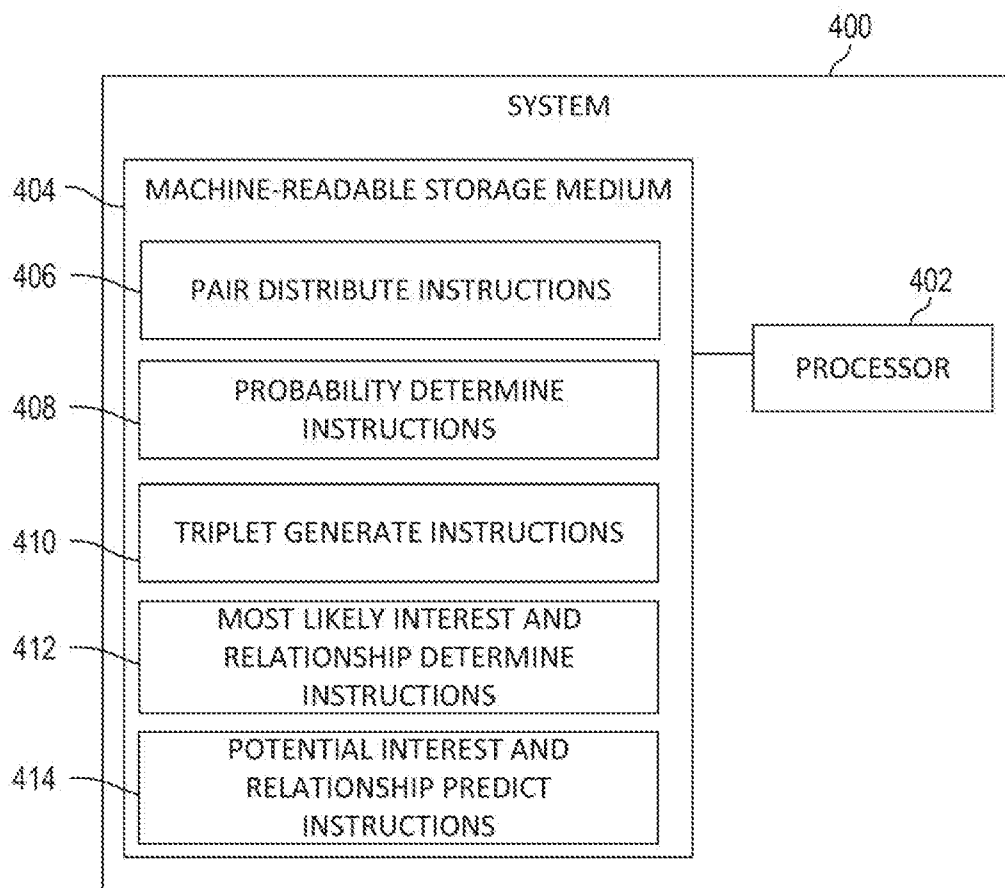 400
SYSTEM
404
MACHINE-READABLE STORAGE MEDIUM
406
PAIR DISTRIBUTE INSTRUCTIONS
402
PROCESSOR
408
PROBABILITY DETERMINE
INSTRUCTIONS
410
TRIPLET GENERATE INSTRUCTIONS
412
MOST LIKELY INTEREST AND
RELATIONSHIP DETERMINE
INSTRUCTIONS
414
POTENTIAL INTEREST AND
RELATIONSHIP PREDICT
INSTRUCTIONS